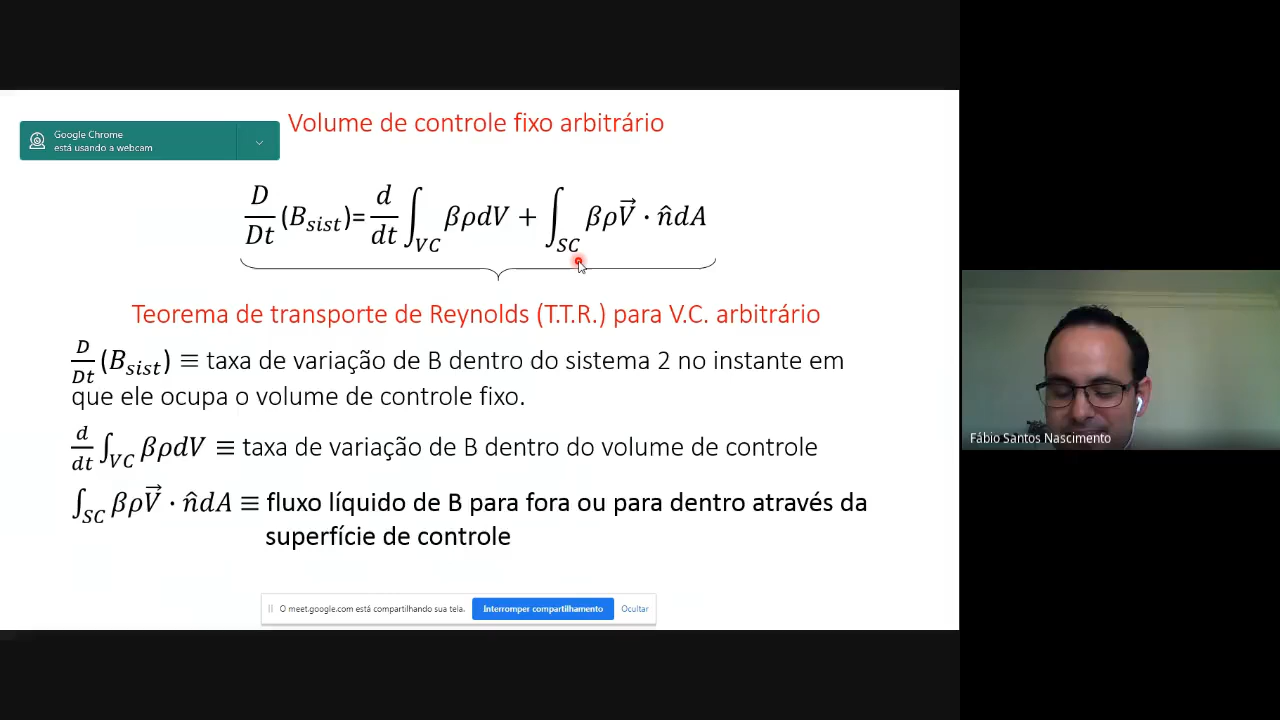 Google Chrome
está usando a webcam
Volume de controle fixo arbitrário
D/Dt (B_sist)= d/dt ∫_VC βρdV + ∫_SC βρV⃗ · n̂dA
Teorema de transporte de Reynolds (T.T.R.) para V.C. arbitrário
D/Dt (B_sist) ≡ taxa de variação de B dentro do sistema 2 no instante em
que ele ocupa o volume de controle fixo.
d/dt ∫_VC βρdV ≡ taxa de variação de B dentro do volume de controle
∫_SC βρV⃗ · n̂dA ≡ fluxo líquido de B para fora ou para dentro através da
superfície de controle
O meet.google.com está compartilhando sua tela. Interromper compartilhamento Ocultar
Fábio Santos Nascimento